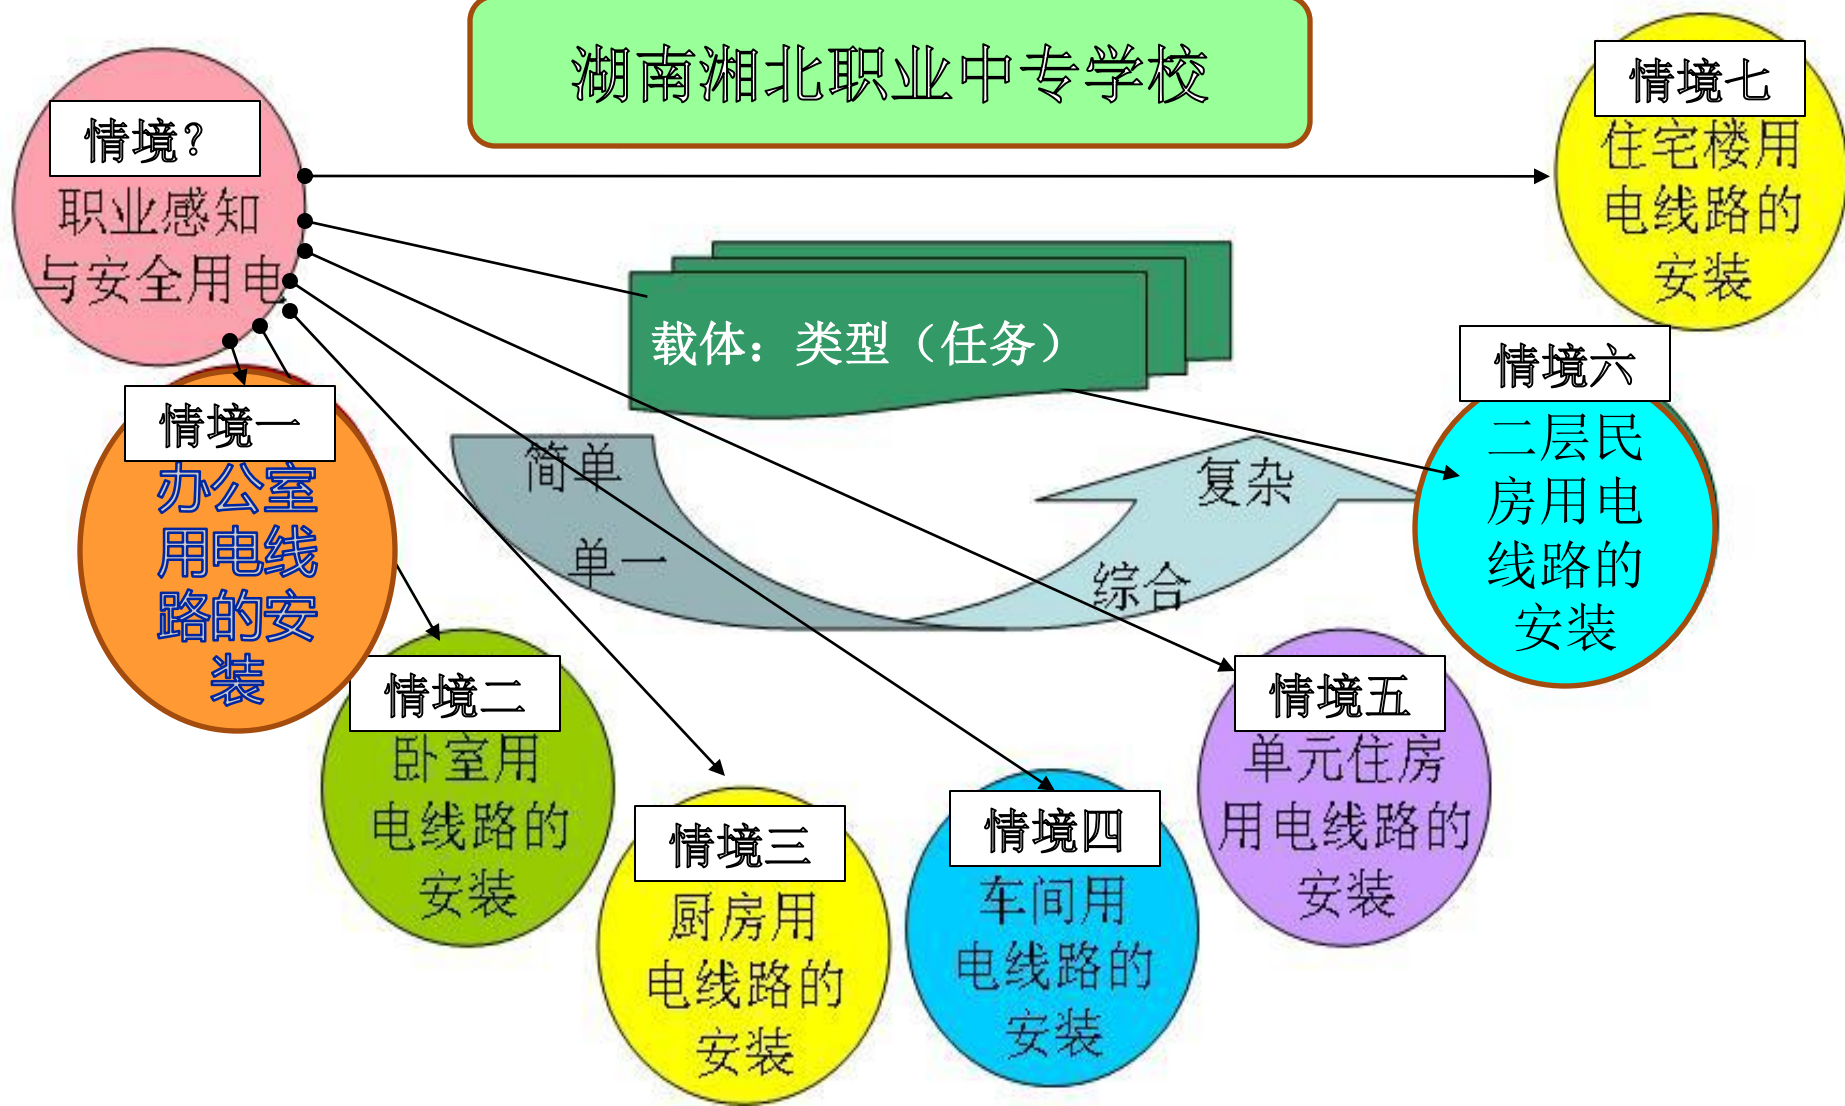 湖南湘北职业中专学校
情境?
职业感知
与安全用电
情境一
办公室
用电线
路的安
装
情境二
卧室用
电线路的
安装
情境三
厨房用
电线路的
安装
情境四
车间用
电线路的
安装
情境五
单元住房
用电线路的
安装
情境六
二层民
房用电
线路的
安装
情境七
住宅楼用
电线路的
安装
载体：类型（任务）
简单
单一
综合
复杂